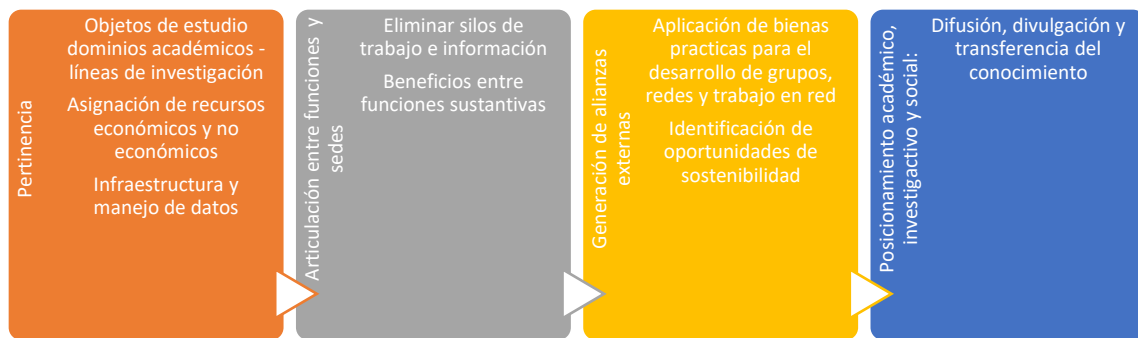 Pertinencia
Objetos de estudio
dominios académicos -
líneas de investigación
Asignación de recursos
económicos y no
económicos
Infraestructura y
manejo de datos
Articulación entre funciones y
sedes
Eliminar silos de
trabajo e información
Beneficios entre
funciones sustantivas
Generación de alianzas
externas
Aplicación de bienas
practicas para el
desarrollo de grupos,
redes y trabajo en red
Identificación de
oportunidades de
sostenibilidad
Posicionamiento académico,
investigactivo y social:
Difusión, divulgación y
transferencia del
conocimiento